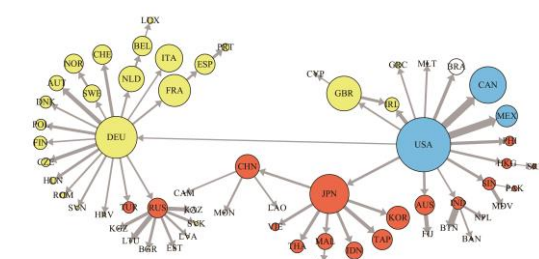 LUX
CHE
BEL
ITA
NOR
ESP
PRT
NLD
FRA
AUT
SWE
DNK
POL
DEU
FIN
CZE
HUN
ROM
SVN
HRV
TUR
RUS
KAZ
SVK
KGZ
LVA
LTU
EST
BGR
CYP
GBR
GRC
MLT
BRA
CAN
IRL
MEX
USA
PHI
HKG
SIN
PAK
MDV
IND
NPL
BTN
BAN
AUS
FIJ
CHN
CAM
MON
LAO
JPN
VIE
KOR
THA
MAL
IDN
TAP